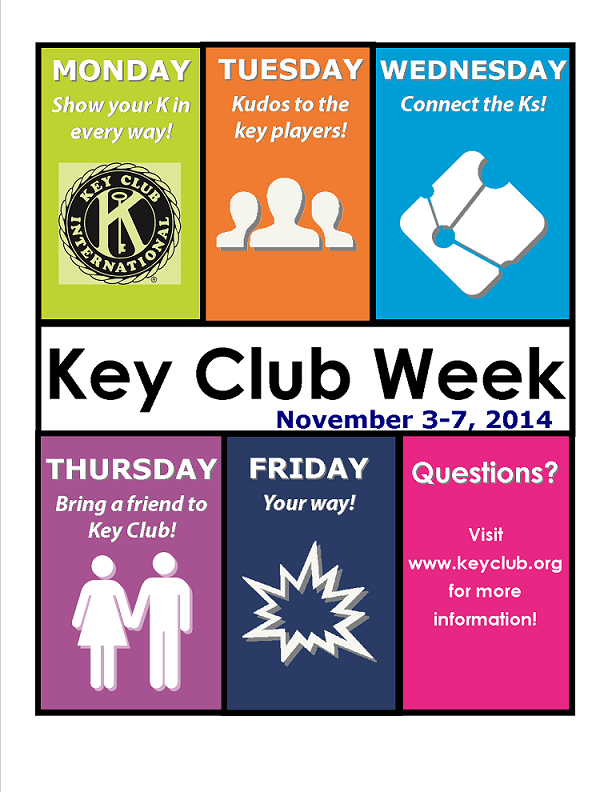 MONDAY
Show your K in
every way!
KEY CLUB
K
INTERNATIONAL
®
TUESDAY
Kudos to the
key players!
WEDNESDAY
Connect the Ks!
Key Club Week
November 3-7, 2014
THURSDAY
Bring a friend to
Key Club!
FRIDAY
Your way!
Questions?
Visit
www.keyclub.org
for more
information!